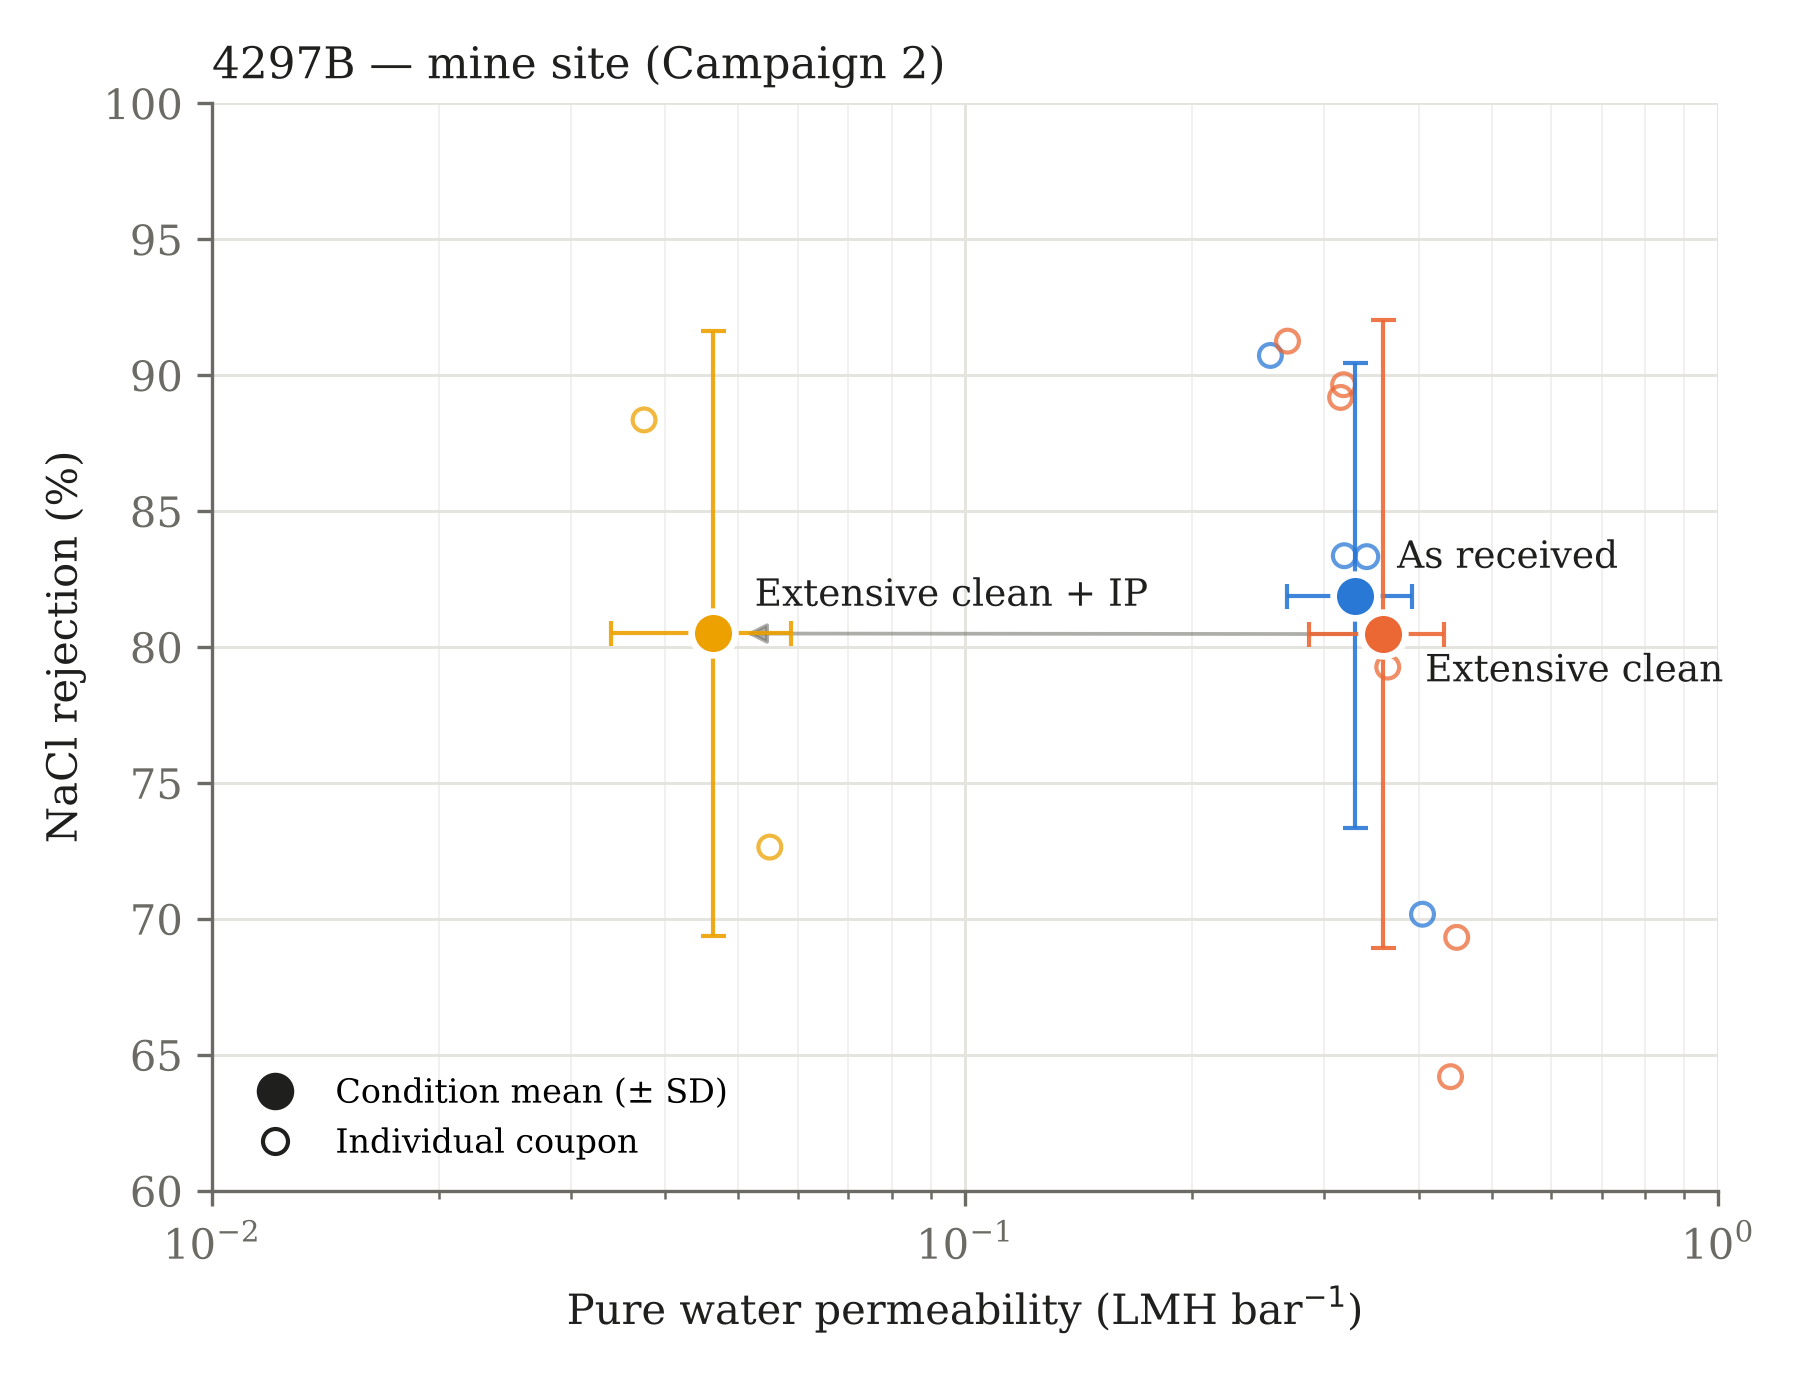 4297B — mine site (Campaign 2)
100
95
90
85
80
75
70
65
60
NaCl rejection (%)
As received
Extensive clean + IP
Extensive clean
Condition mean (± SD)
Individual coupon
10⁻² 10⁻¹ 10⁰
Pure water permeability (LMH bar⁻¹)